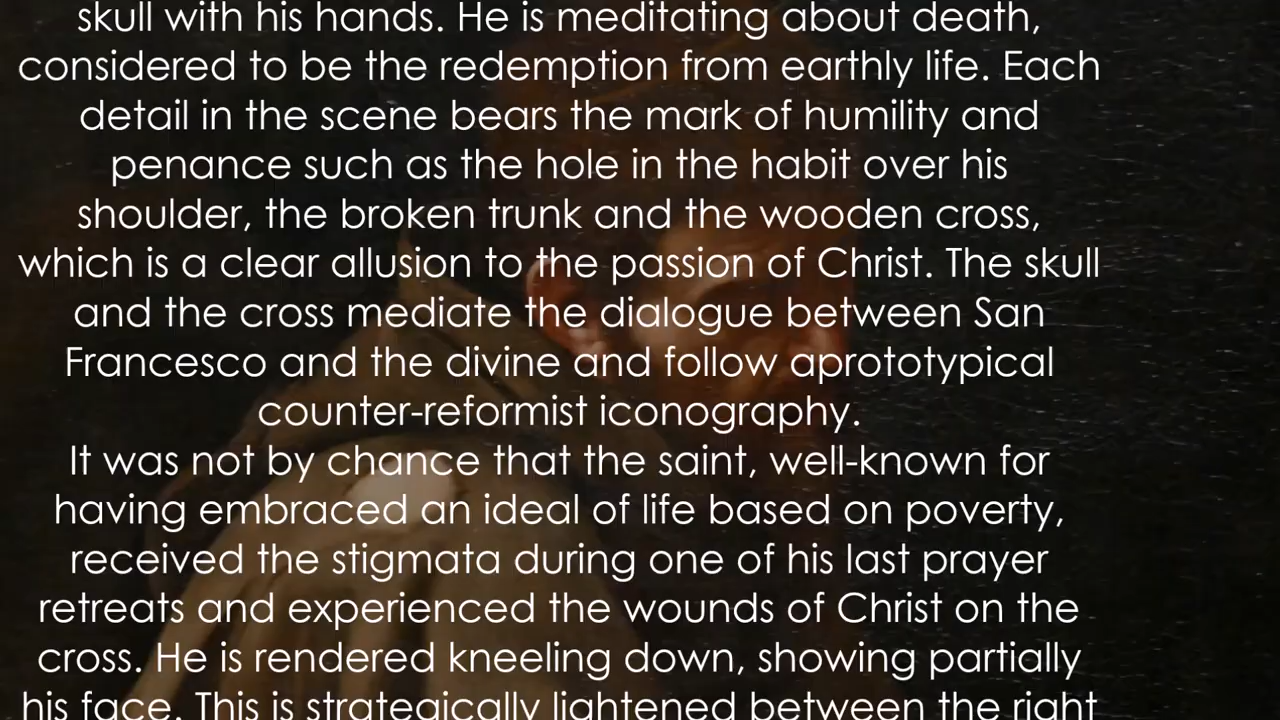 skull with his hands. He is meditating about death,
considered to be the redemption from earthly life. Each
detail in the scene bears the mark of humility and
penance such as the hole in the habit over his
shoulder, the broken trunk and the wooden cross,
which is a clear allusion to the passion of Christ. The skull
and the cross mediate the dialogue between San
Francesco and the divine and follow aprototypical
counter-reformist iconography.
It was not by chance that the saint, well-known for
having embraced an ideal of life based on poverty,
received the stigmata during one of his last prayer
retreats and experienced the wounds of Christ on the
cross. He is rendered kneeling down, showing partially
his face. This is strategically lightened between the right